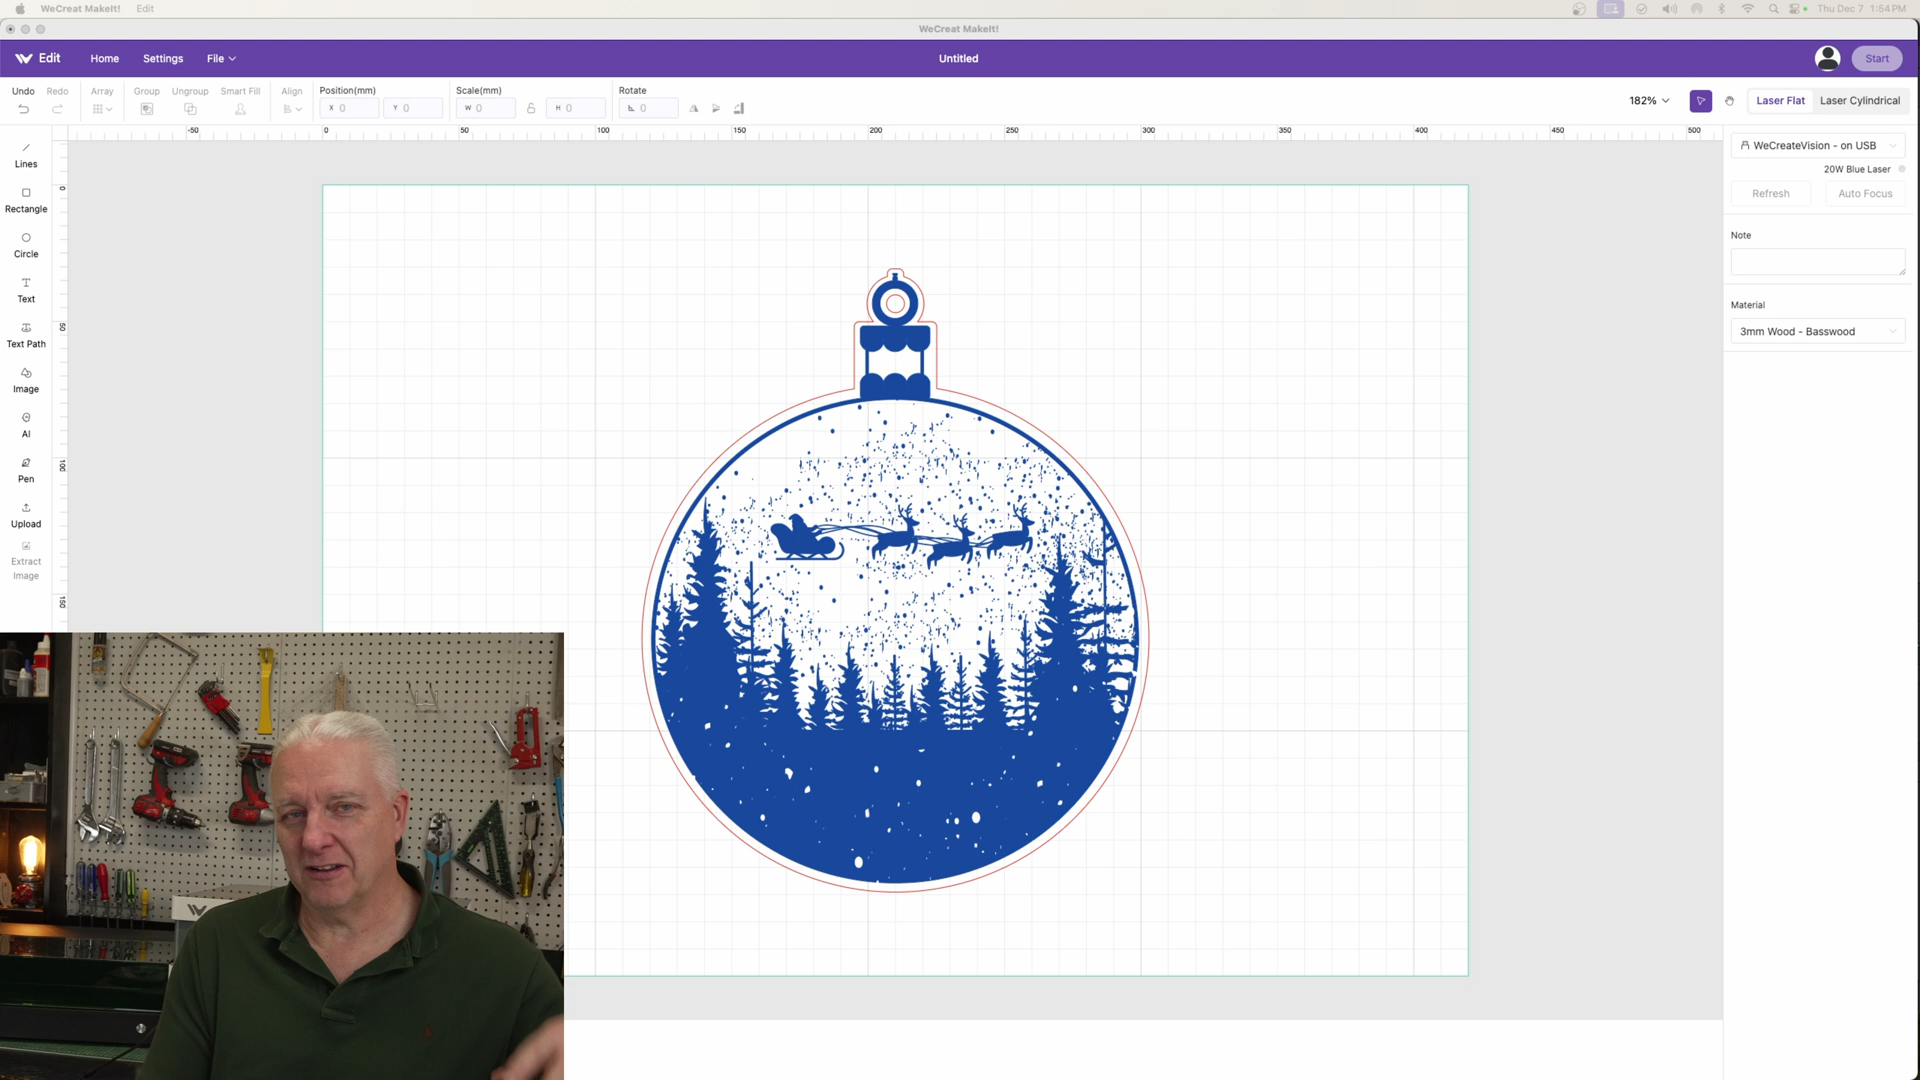 WeCreat MakeIt! Edit Thu Dec 7 1:54 PM
WeCreat MakeIt!
Edit Home Settings File Untitled Start
Undo Redo Array Group Ungroup Smart Fill Align Position(mm) Scale(mm) Rotate
X 0 Y 0 W 0 H 0 0
182% Laser Flat Laser Cylindrical
-50 0 50 100 150 200 250 300 350 400 450 500
0
50
100
150
Lines
Rectangle
Circle
Text
Text Path
Image
AI
Pen
Upload
Extract
Image
WeCreateVision - on USB
20W Blue Laser
Refresh Auto Focus
Note
Material
3mm Wood - Basswood